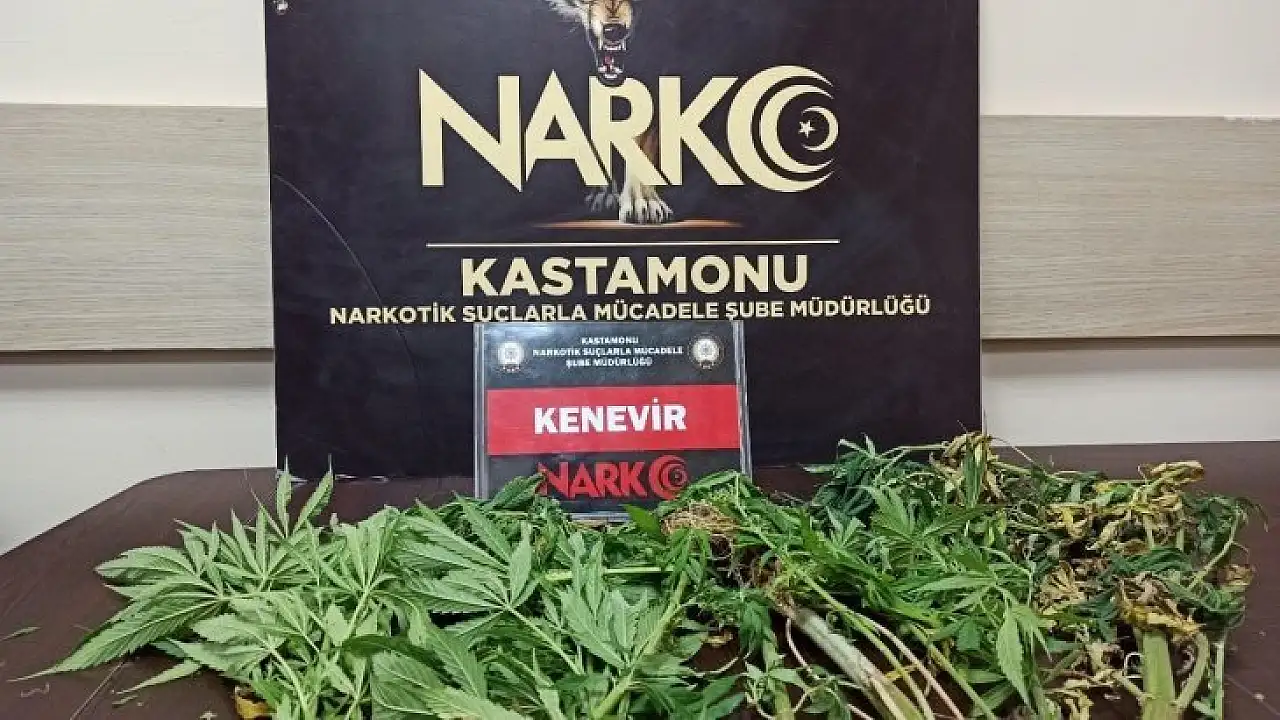 NARKO
KASTAMONU
NARKOTİK SUÇLARLA MÜCADELE ŞUBE MÜDÜRLÜĞÜ
KASTAMONU
NARKOTİK SUÇLARLA MÜCADELE
ŞUBE MÜDÜRLÜĞÜ
KENEVİR
NARKO